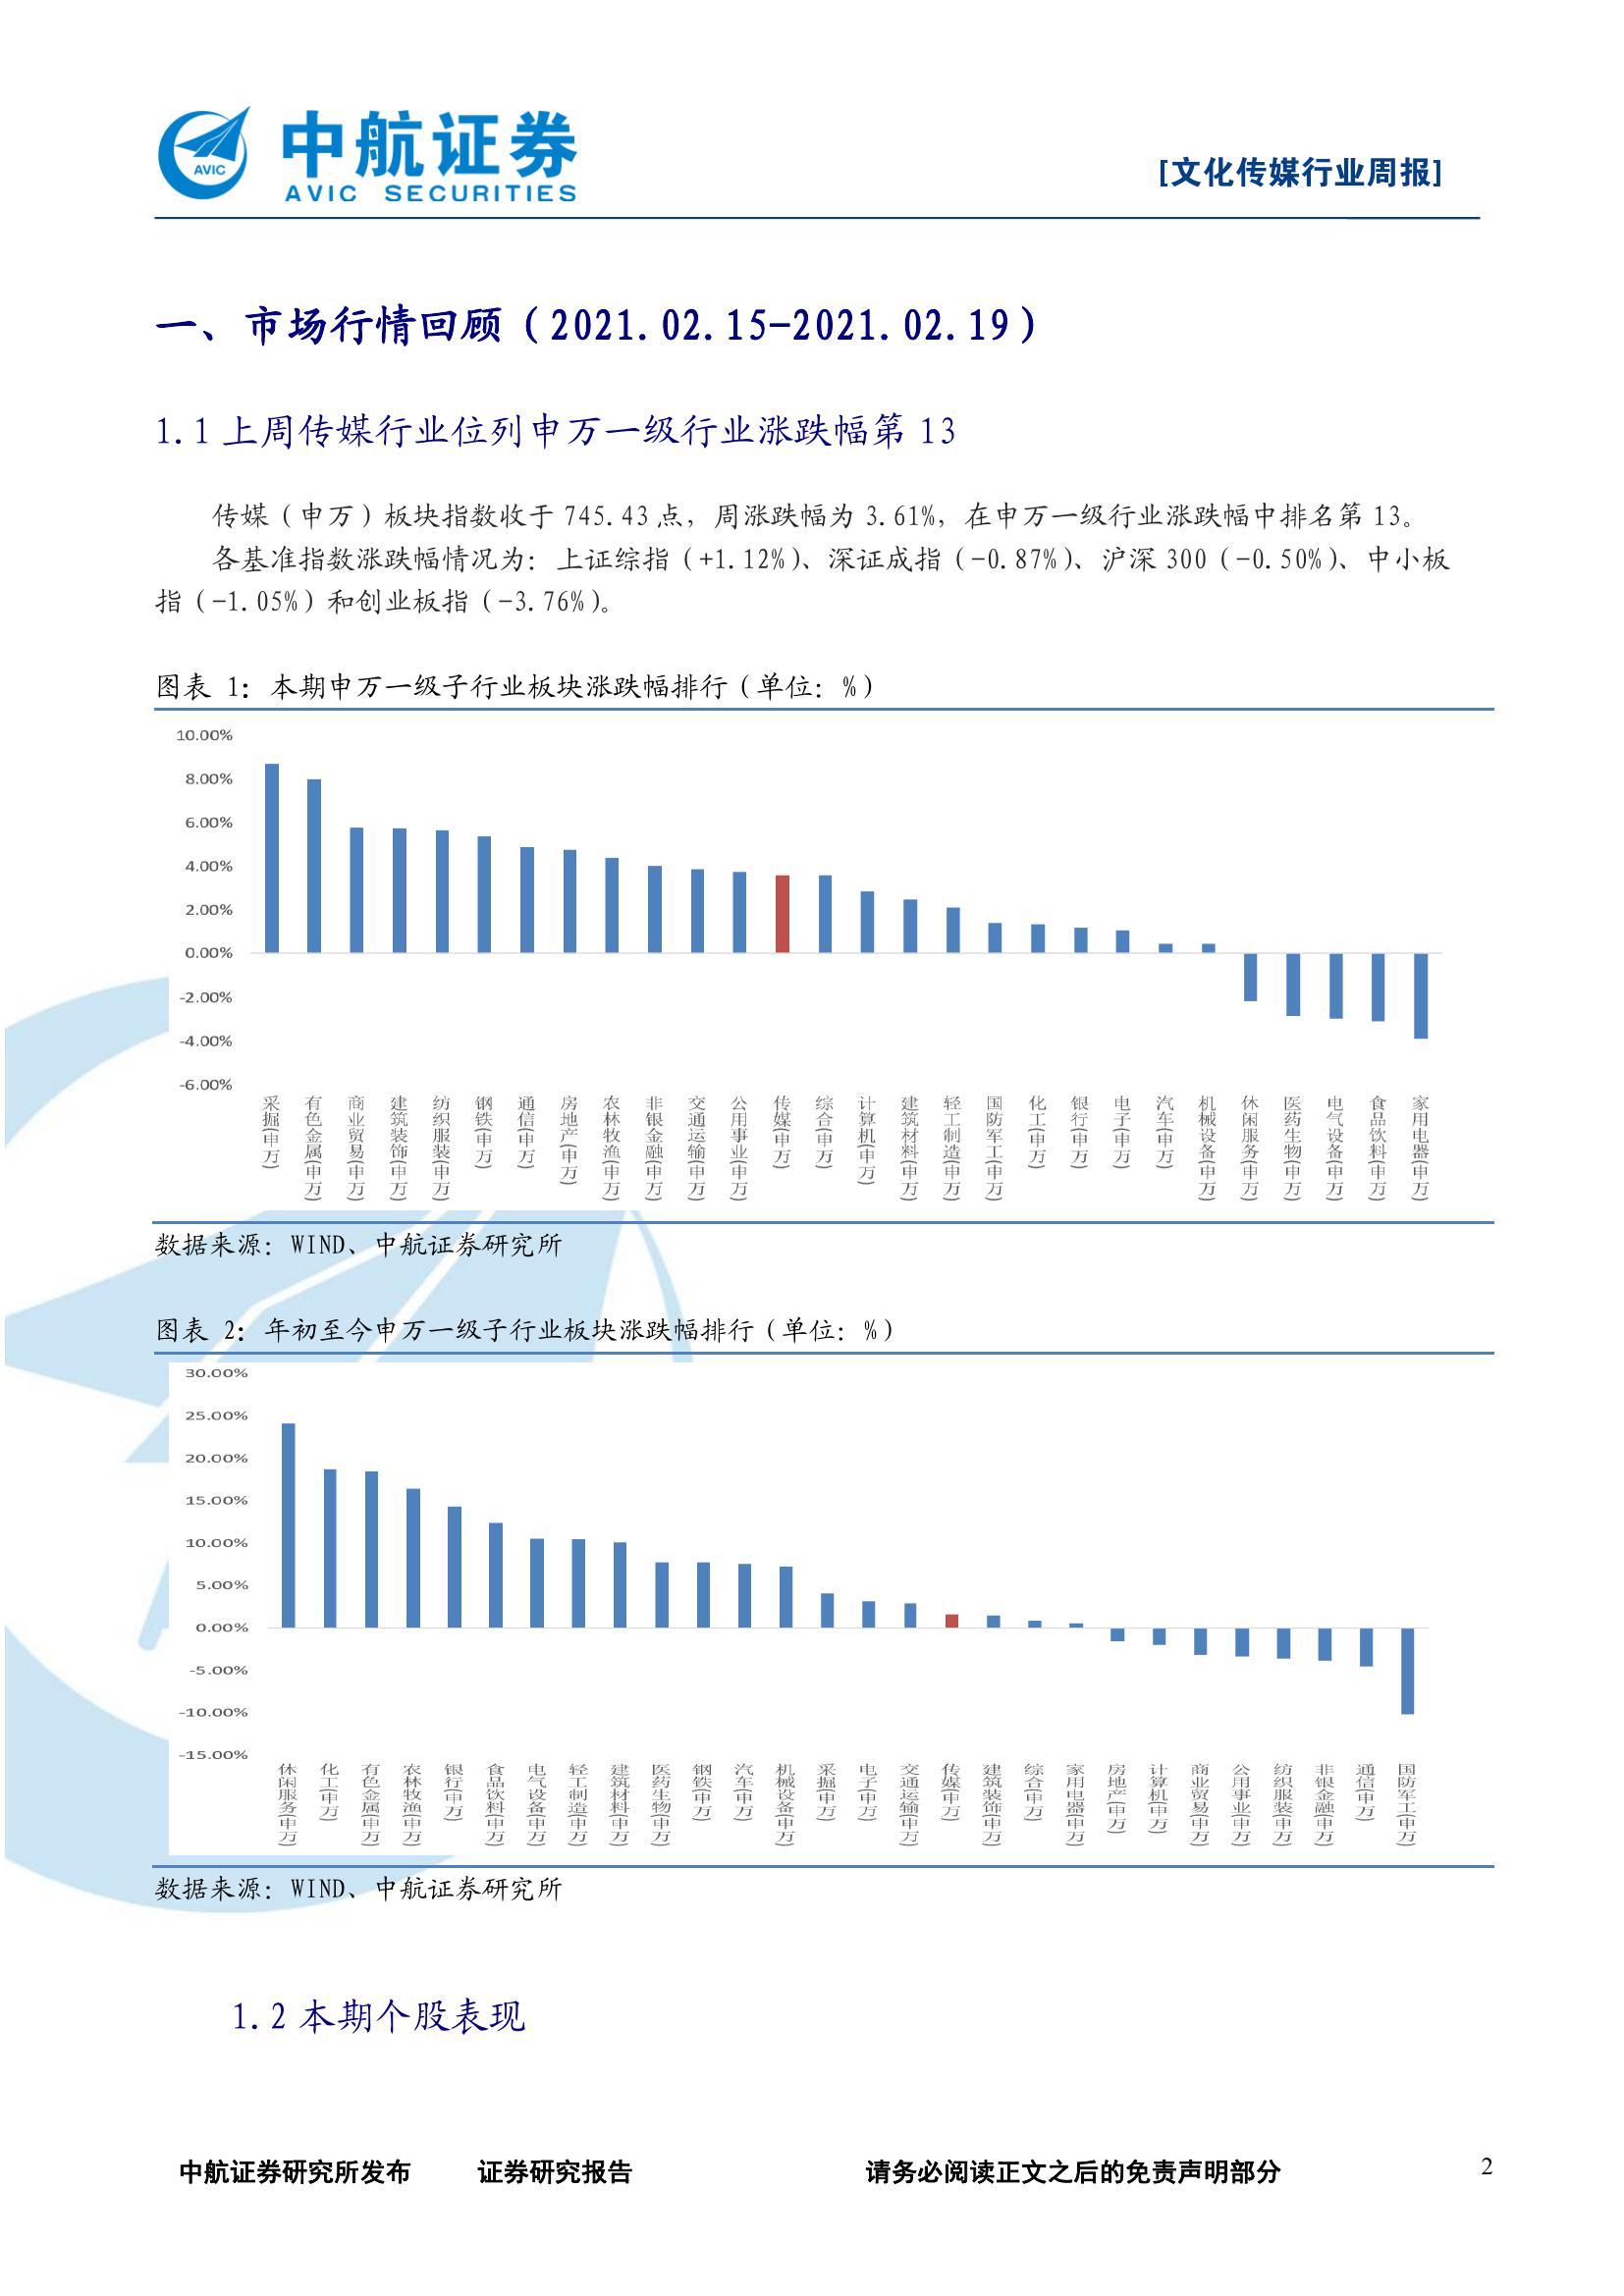 中航证券
AVIC SECURITIES
AVIC
[文化传媒行业周报]
一、市场行情回顾（2021.02.15-2021.02.19）
1.1 上周传媒行业位列申万一级行业涨跌幅第 13
传媒（申万）板块指数收于 745.43 点，周涨跌幅为 3.61%，在申万一级行业涨跌幅中排名第 13。
各基准指数涨跌幅情况为：上证综指（+1.12%）、深证成指（-0.87%）、沪深 300（-0.50%）、中小板
指（-1.05%）和创业板指（-3.76%）。
图表 1：本期申万一级子行业板块涨跌幅排行（单位：%）
10.00%
8.00%
6.00%
4.00%
2.00%
0.00%
-2.00%
-4.00%
-6.00%
采掘(申万)
有色金属(申万)
商业贸易(申万)
建筑装饰(申万)
纺织服装(申万)
钢铁(申万)
通信(申万)
房地产(申万)
农林牧渔(申万)
非银金融(申万)
交通运输(申万)
公用事业(申万)
传媒(申万)
综合(申万)
计算机(申万)
建筑材料(申万)
轻工制造(申万)
国防军工(申万)
化工(申万)
银行(申万)
电子(申万)
汽车(申万)
机械设备(申万)
休闲服务(申万)
医药生物(申万)
电气设备(申万)
食品饮料(申万)
家用电器(申万)
数据来源：WIND、中航证券研究所
图表 2：年初至今申万一级子行业板块涨跌幅排行（单位：%）
30.00%
25.00%
20.00%
15.00%
10.00%
5.00%
0.00%
-5.00%
-10.00%
-15.00%
休闲服务(申万)
化工(申万)
有色金属(申万)
农林牧渔(申万)
银行(申万)
食品饮料(申万)
电气设备(申万)
轻工制造(申万)
建筑材料(申万)
医药生物(申万)
钢铁(申万)
汽车(申万)
机械设备(申万)
采掘(申万)
电子(申万)
交通运输(申万)
传媒(申万)
建筑装饰(申万)
综合(申万)
家用电器(申万)
房地产(申万)
计算机(申万)
商业贸易(申万)
公用事业(申万)
纺织服装(申万)
非银金融(申万)
通信(申万)
国防军工(申万)
数据来源：WIND、中航证券研究所
1.2 本期个股表现
中航证券研究所发布 证券研究报告 请务必阅读正文之后的免责声明部分 2